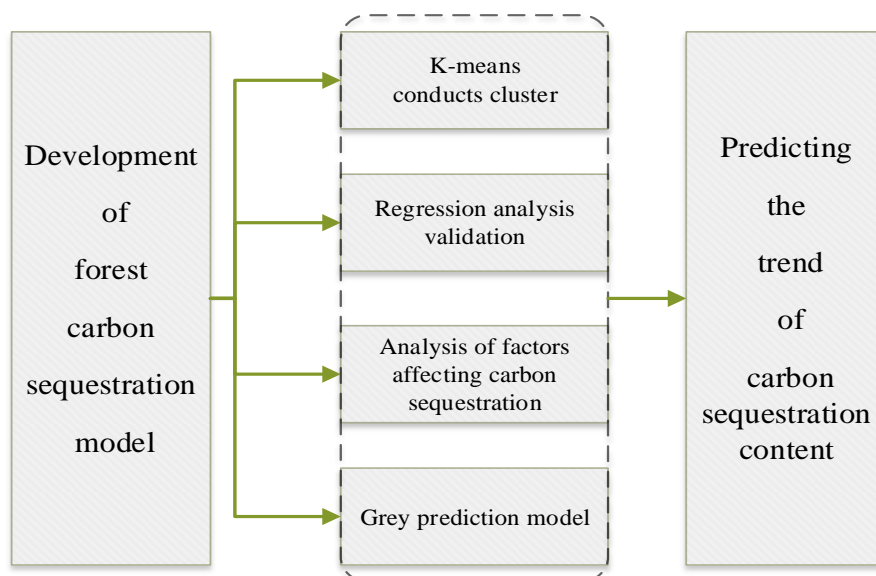 Development
of
forest
carbon
sequestration
model
K-means
conducts cluster
Regression analysis
validation
Analysis of factors
affecting carbon
sequestration
Grey prediction model
Predicting
the
trend
of
carbon
sequestration
content